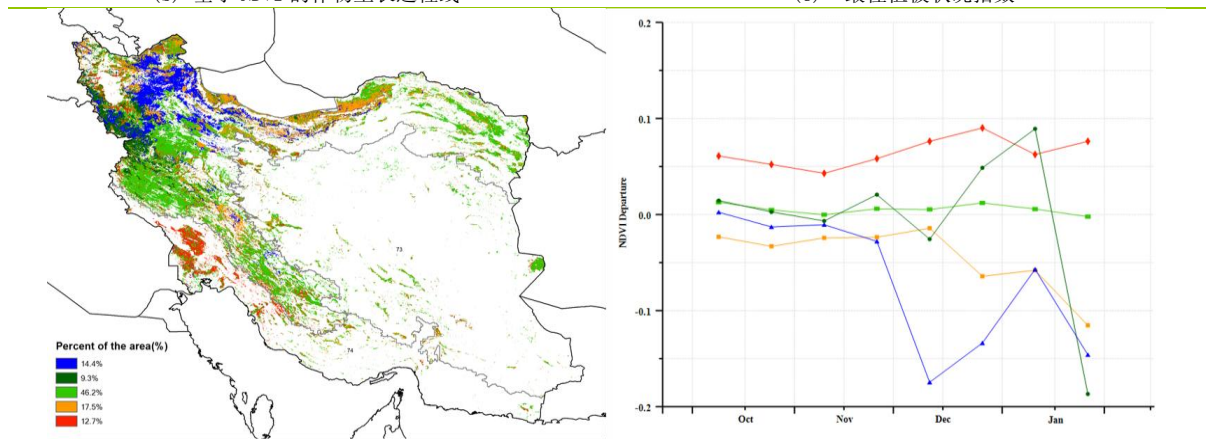 73
74
Percent of the area(%)
14.4%
9.3%
46.2%
17.5%
12.7%
0.2
0.1
0.0
-0.1
-0.2
NDVI Departure
Oct
Nov
Dec
Jan